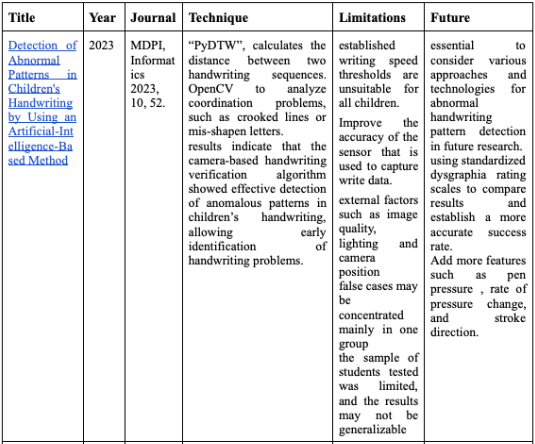 Title Year Journal Technique Limitations Future
Detection of
Abnormal
Patterns in
Children's
Handwriting
by Using an
Artificial-Int
elligence-Ba
sed Method
2023
MDPI,
Informat
ics
2023,
10, 52.
“PyDTW”, calculates the
distance between two
handwriting sequences.
OpenCV to analyze
coordination problems,
such as crooked lines or
mis-shapen letters.
results indicate that the
camera-based handwriting
verification algorithm
showed effective detection
of anomalous patterns in
children’s handwriting,
allowing early
identification of
handwriting problems.
established
writing speed
thresholds are
unsuitable for
all children.
Improve the
accuracy of the
sensor that is
used to capture
write data.
external factors
such as image
quality,
lighting and
camera
position
false cases may
be
concentrated
mainly in one
group
the sample of
students tested
was limited,
and the results
may not be
generalizable
essential to
consider various
approaches and
technologies for
abnormal
handwriting
pattern detection
in future research.
using standardized
dysgraphia rating
scales to compare
results and
establish a more
accurate success
rate.
Add more features
such as pen
pressure , rate of
pressure change,
and stroke
direction.